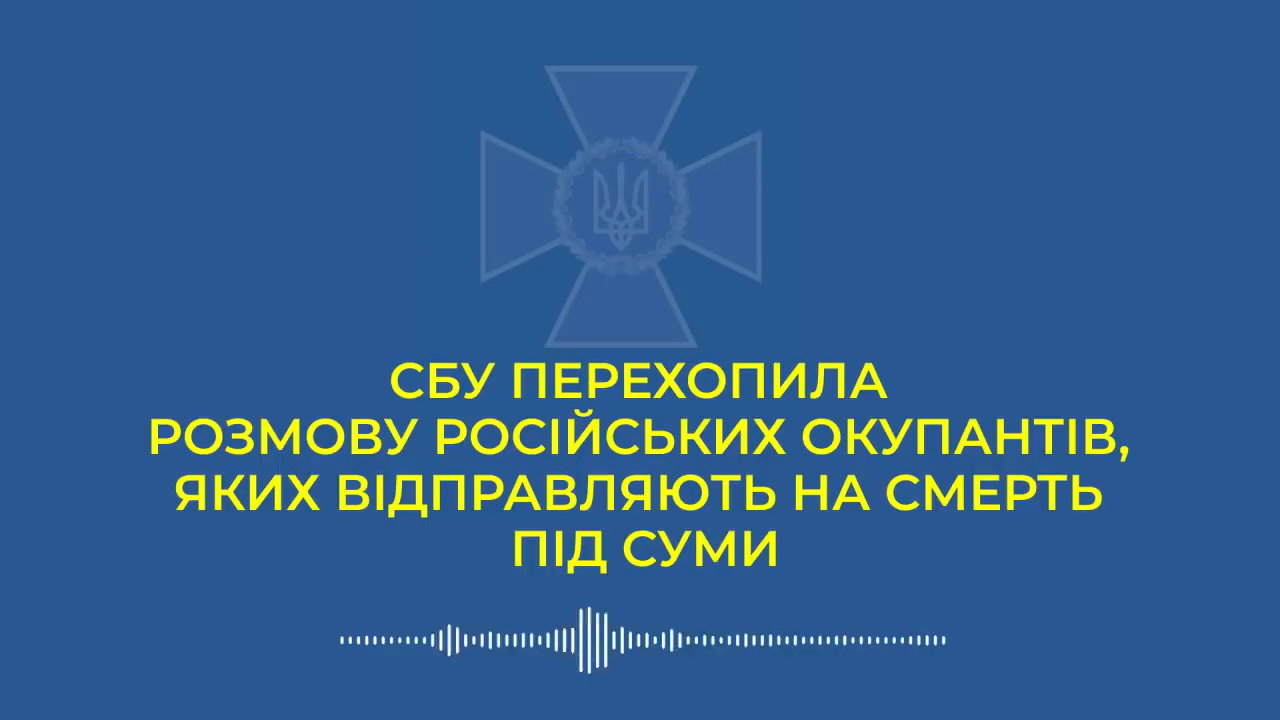 СБУ ПЕРЕХОПИЛА
РОЗМОВУ РОСІЙСЬКИХ ОКУПАНТІВ,
ЯКИХ ВІДПРАВЛЯЮТЬ НА СМЕРТЬ
ПІД СУМИ